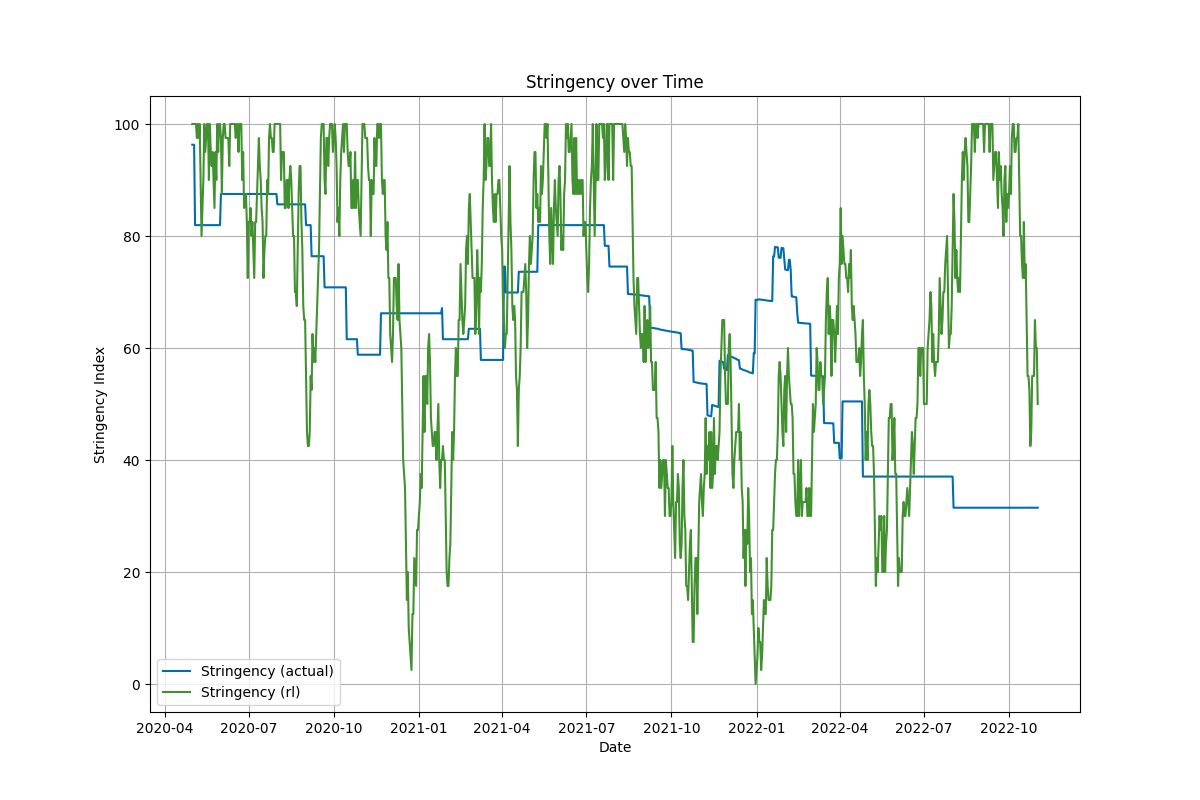 Stringency over Time
Stringency Index
100
80
60
40
20
0
Stringency (actual)
Stringency (rl)
2020-04 2020-07 2020-10 2021-01 2021-04 2021-07 2021-10 2022-01 2022-04 2022-07 2022-10
Date